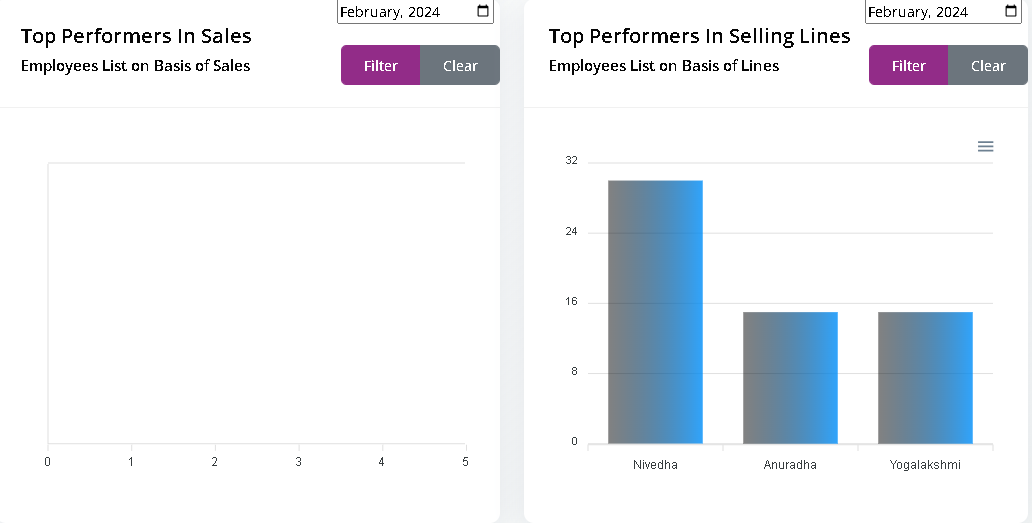 February, 2024
Top Performers In Sales
Employees List on Basis of Sales
Filter
Clear
0 1 2 3 4 5
February, 2024
Top Performers In Selling Lines
Employees List on Basis of Lines
Filter
Clear
32
24
16
8
0
Nivedha Anuradha Yogalakshmi